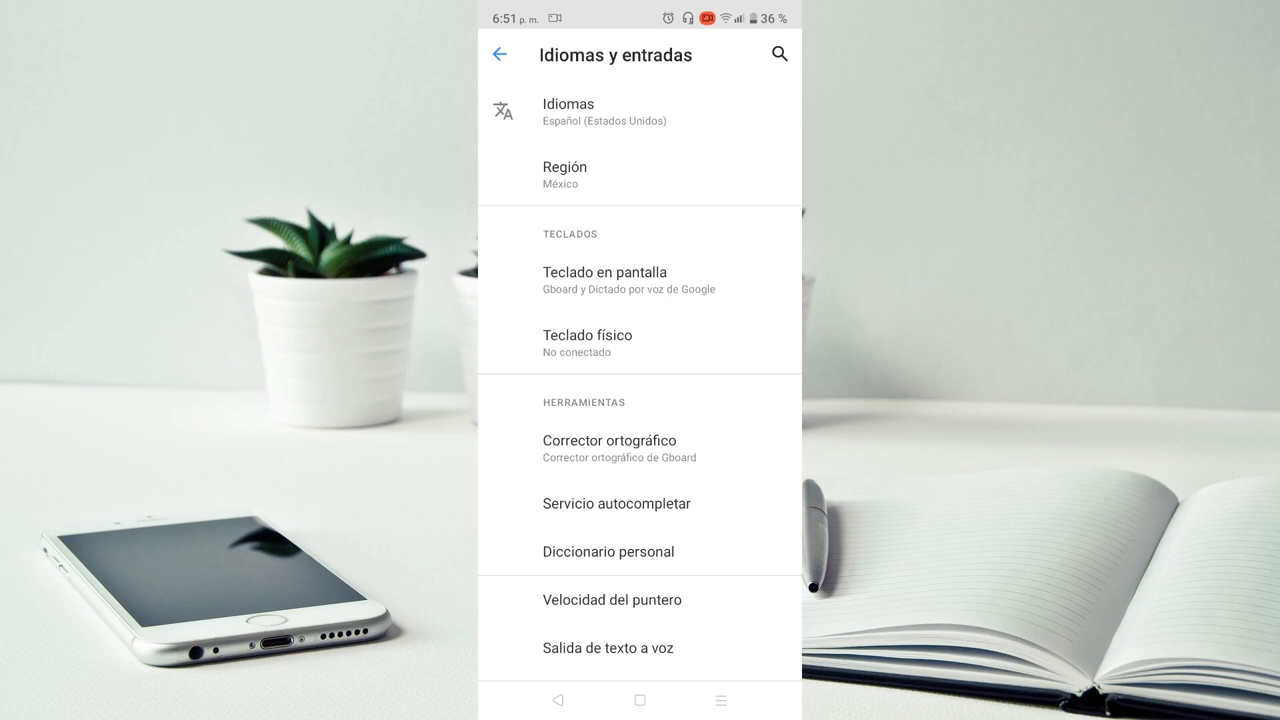 6:51 p. m.
36 %
Idiomas y entradas
Idiomas
Español (Estados Unidos)
Región
México
TECLADOS
Teclado en pantalla
Gboard y Dictado por voz de Google
Teclado físico
No conectado
HERRAMIENTAS
Corrector ortográfico
Corrector ortográfico de Gboard
Servicio autocompletar
Diccionario personal
Velocidad del puntero
Salida de texto a voz